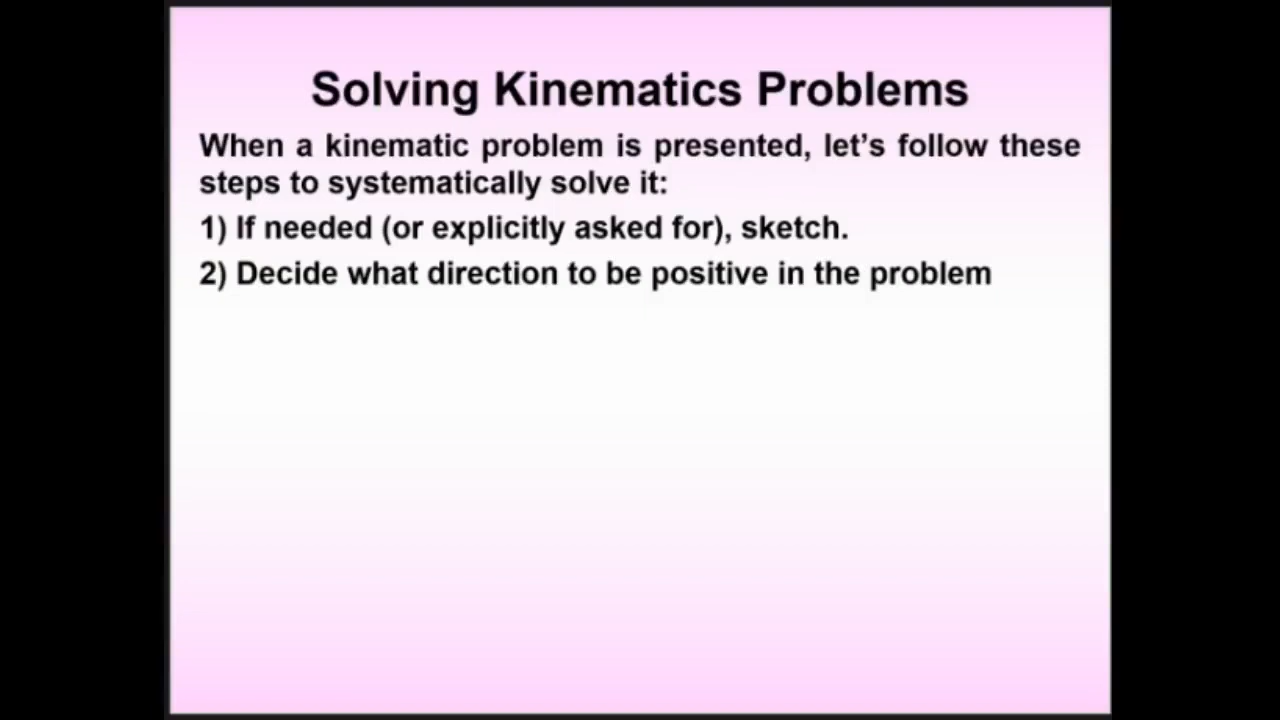 Solving Kinematics Problems
When a kinematic problem is presented, let's follow these
steps to systematically solve it:
1) If needed (or explicitly asked for), sketch.
2) Decide what direction to be positive in the problem